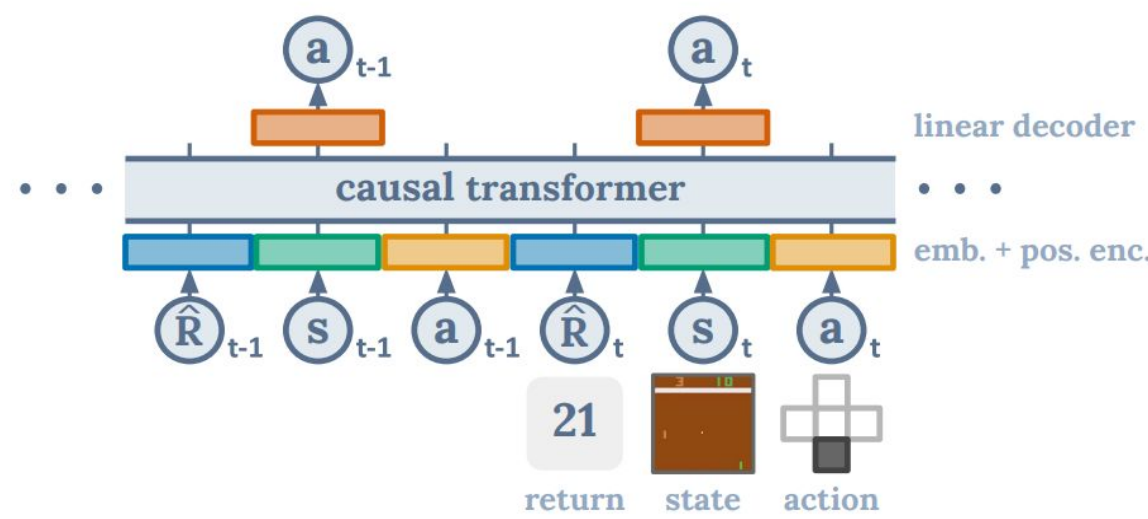 a t-1 a t
linear decoder
causal transformer
emb. + pos. enc.
R̂ t-1 s t-1 a t-1 R̂ t s t a t
21
3 10
return state action